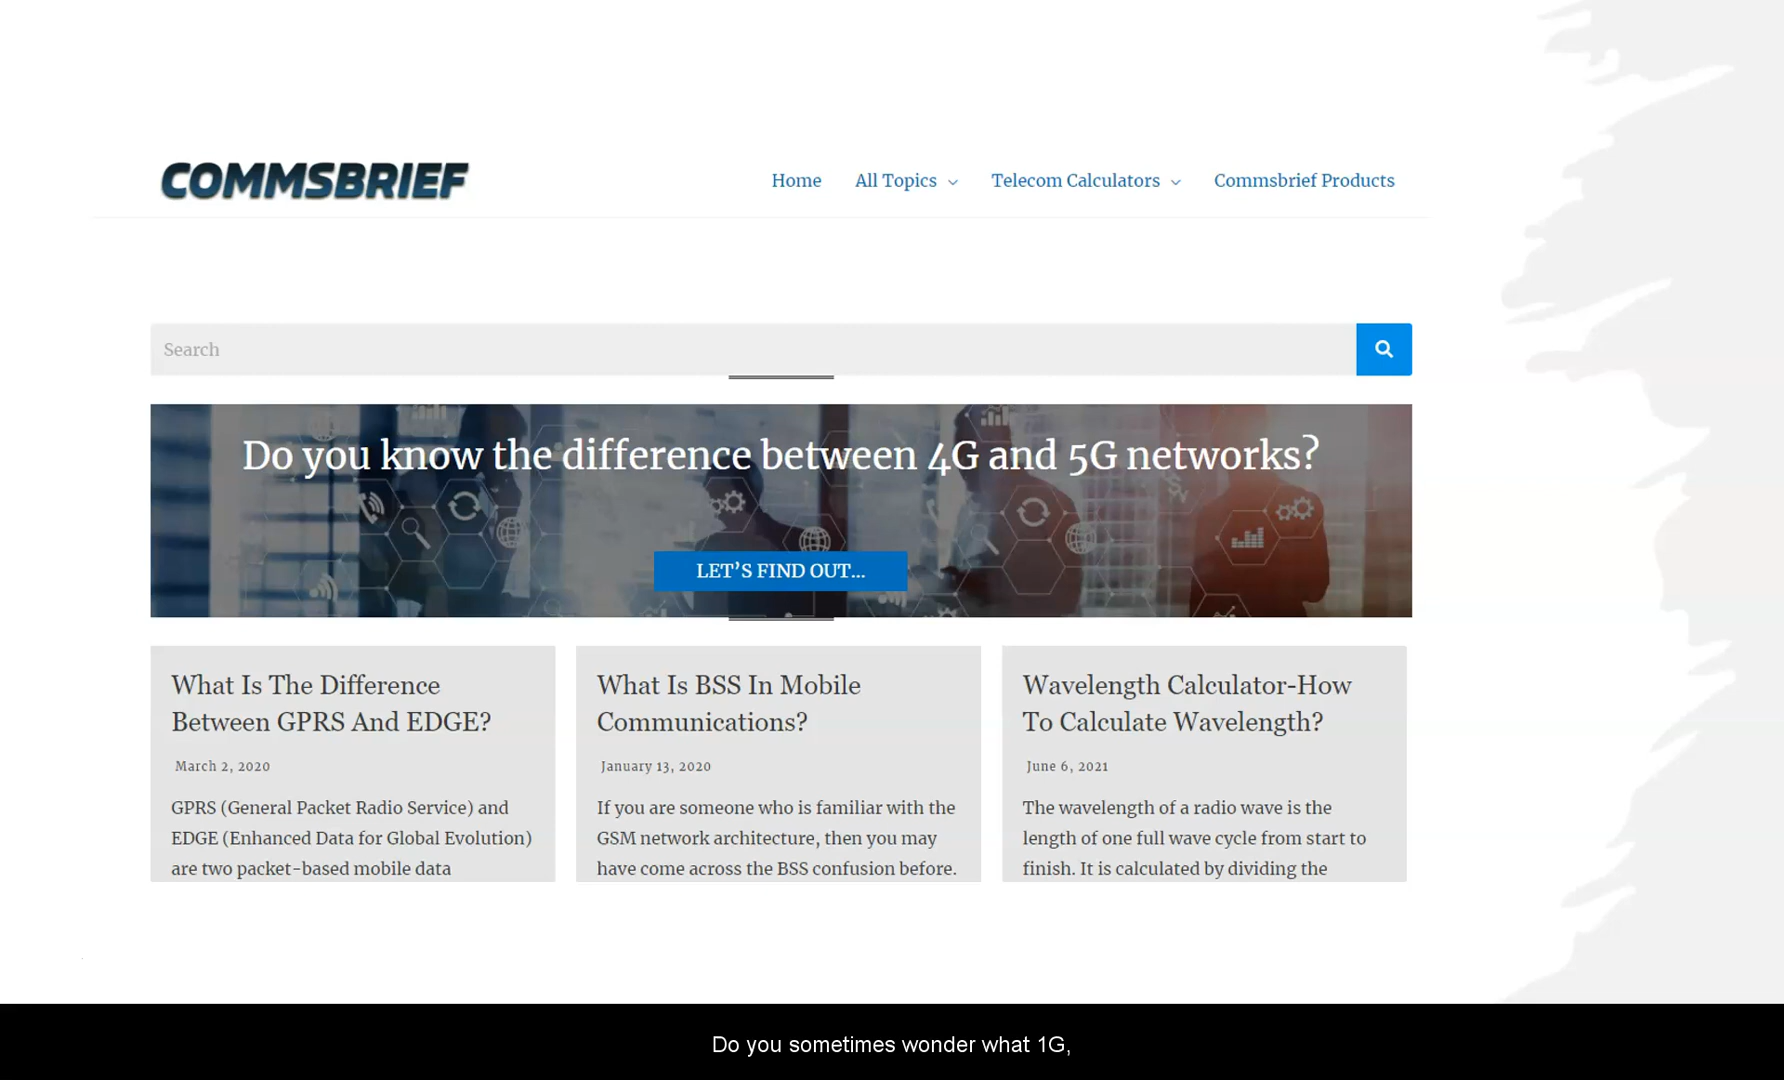 COMMSBRIEF
Home All Topics Telecom Calculators Commsbrief Products
Search
Do you know the difference between 4G and 5G networks?
LET’S FIND OUT...
What Is The Difference
Between GPRS And EDGE?
March 2, 2020
GPRS (General Packet Radio Service) and
EDGE (Enhanced Data for Global Evolution)
are two packet-based mobile data
What Is BSS In Mobile
Communications?
January 13, 2020
If you are someone who is familiar with the
GSM network architecture, then you may
have come across the BSS confusion before.
Wavelength Calculator-How
To Calculate Wavelength?
June 6, 2021
The wavelength of a radio wave is the
length of one full wave cycle from start to
finish. It is calculated by dividing the
Do you sometimes wonder what 1G,